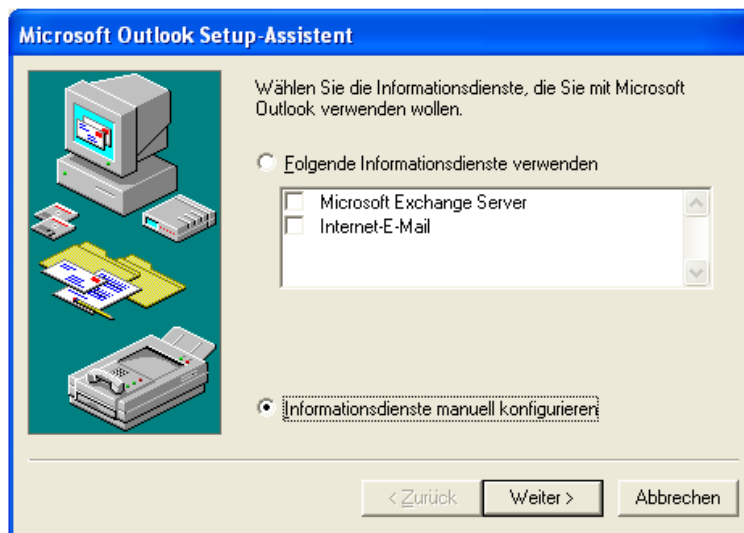 Microsoft Outlook Setup-Assistent
Wählen Sie die Informationsdienste, die Sie mit Microsoft
Outlook verwenden wollen.
Folgende Informationsdienste verwenden
Microsoft Exchange Server
Internet-E-Mail
Informationsdienste manuell konfigurieren
< Zurück
Weiter >
Abbrechen